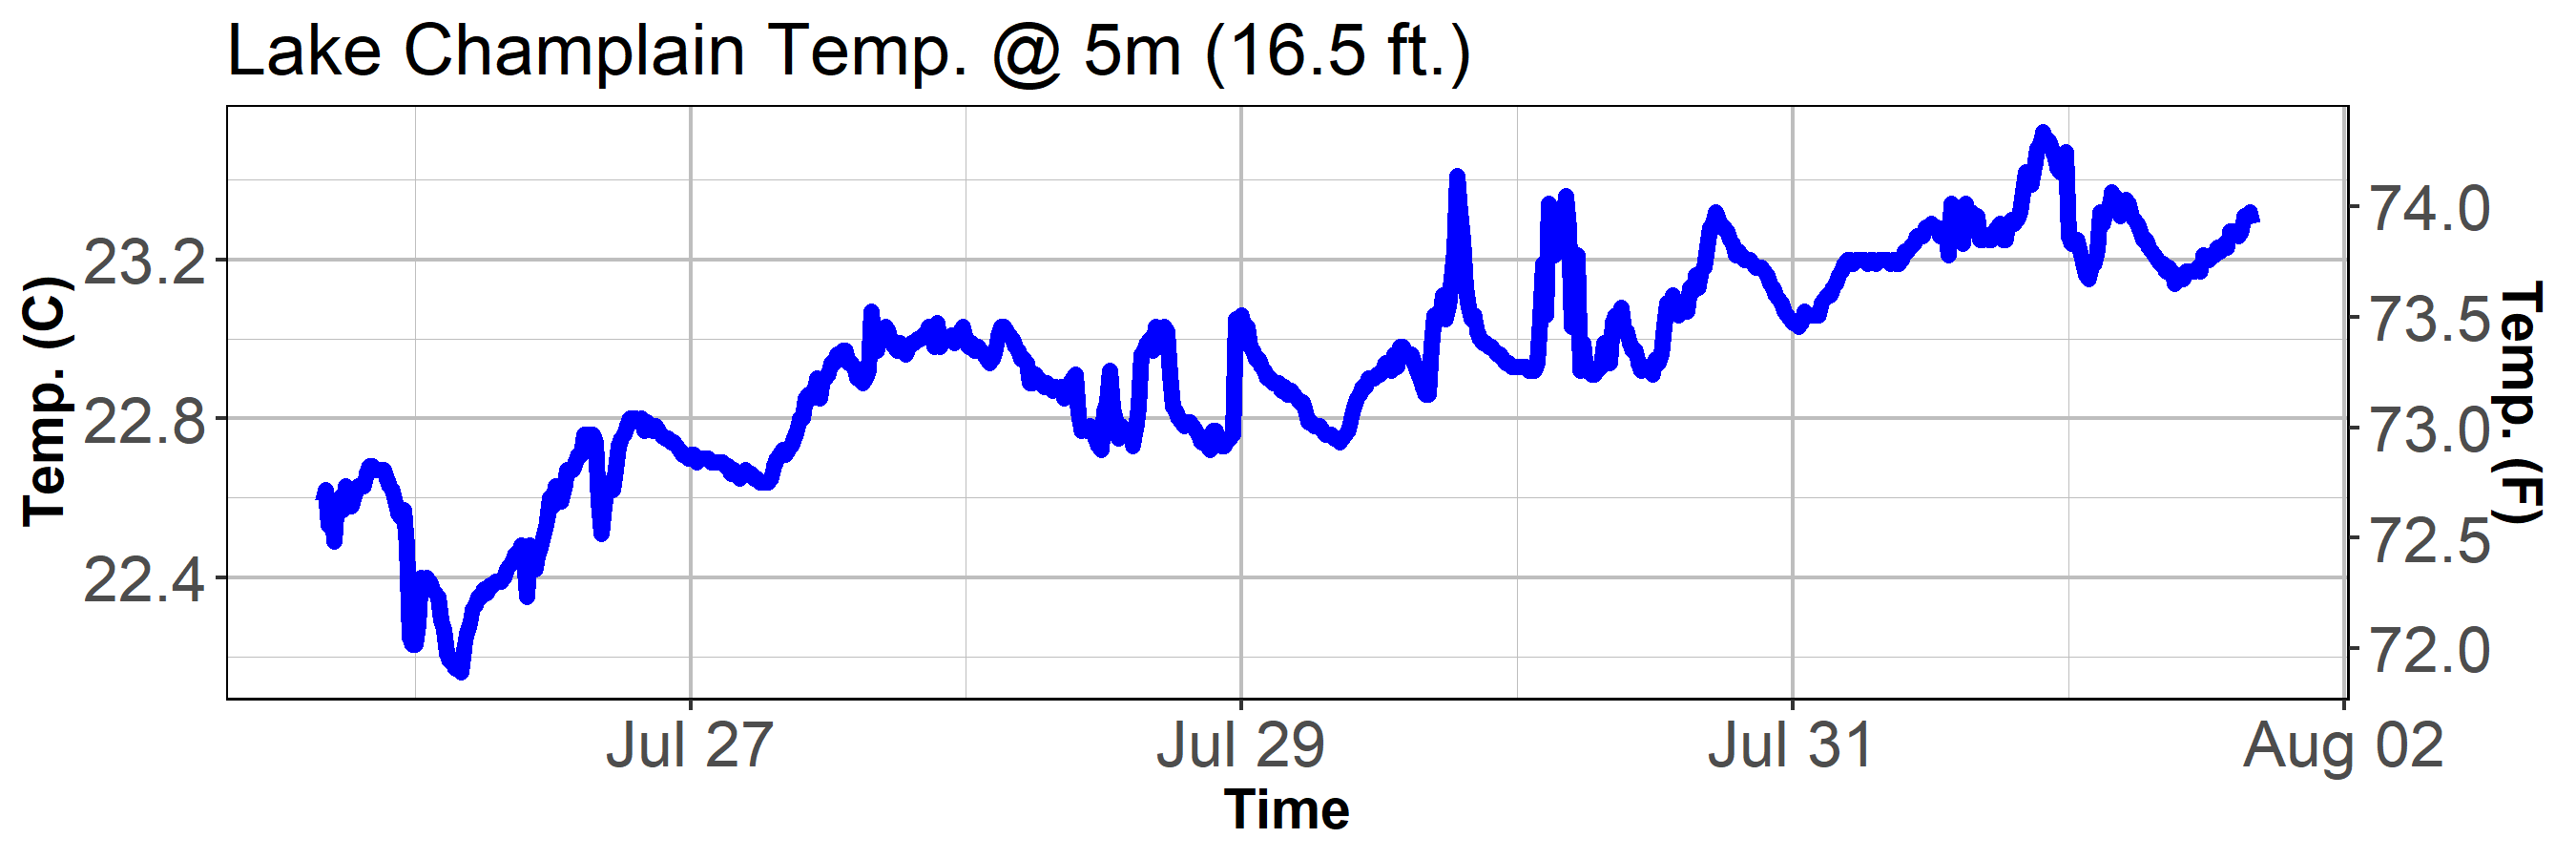 Lake Champlain Temp. @ 5m (16.5 ft.)
Temp. (C)
23.2
22.8
22.4
74.0
73.5
73.0
72.5
72.0
Temp. (F)
Jul 27
Jul 29
Jul 31
Aug 02
Time